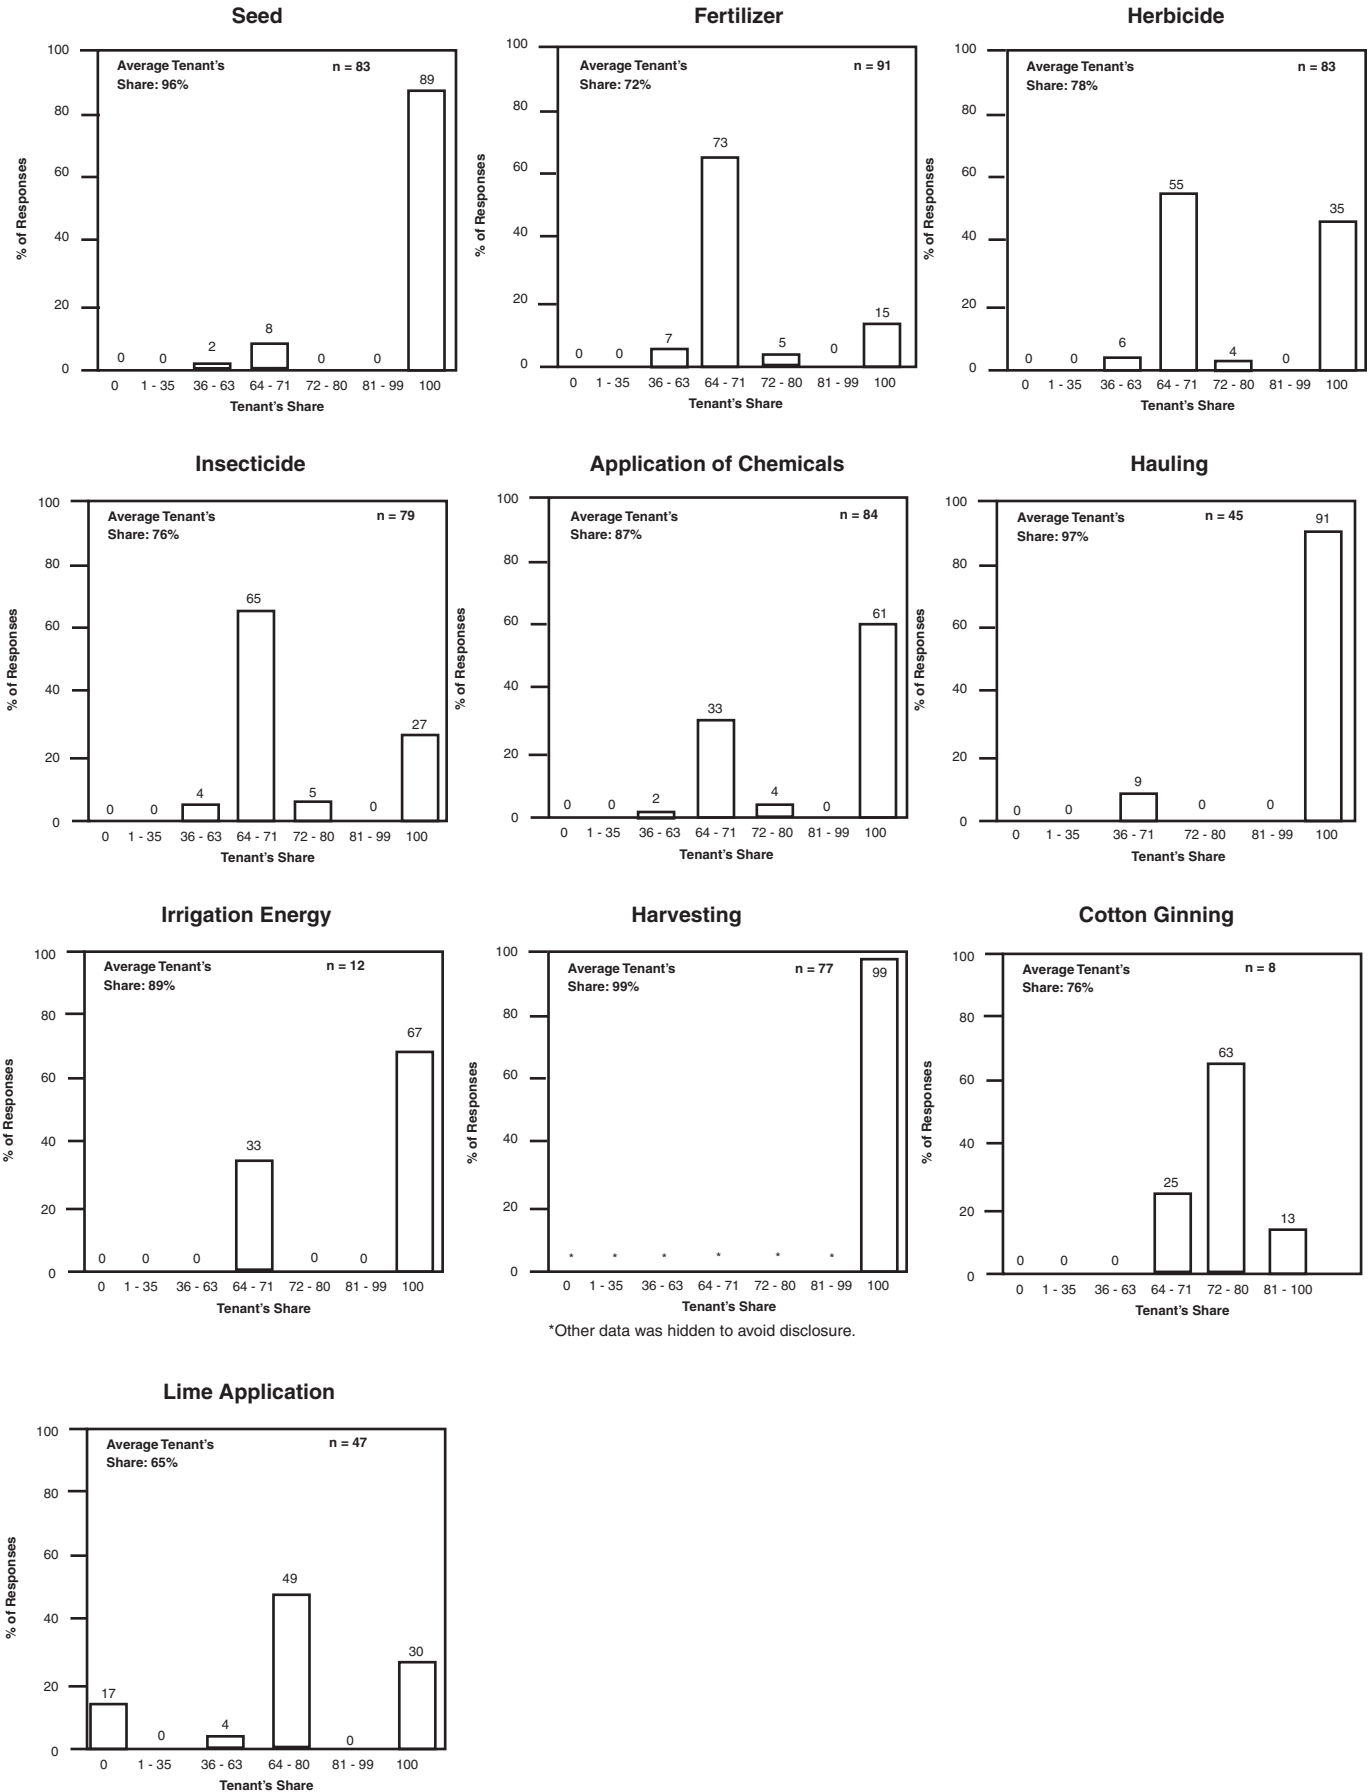 Seed
Average Tenant's
Share: 96%
n = 83
% of Responses
100
80
60
40
20
0
0 0 2 8 0 0 89
0 1 - 35 36 - 63 64 - 71 72 - 80 81 - 99 100
Tenant's Share
Fertilizer
Average Tenant's
Share: 72%
n = 91
% of Responses
100
80
60
40
20
0
0 0 7 73 5 0 15
0 1 - 35 36 - 63 64 - 71 72 - 80 81 - 99 100
Tenant's Share
Herbicide
Average Tenant's
Share: 78%
n = 83
% of Responses
100
80
60
40
20
0
0 0 6 55 4 0 35
0 1 - 35 36 - 63 64 - 71 72 - 80 81 - 99 100
Tenant's Share
Insecticide
Average Tenant's
Share: 76%
n = 79
% of Responses
100
80
60
40
20
0
0 0 4 65 5 0 27
0 1 - 35 36 - 63 64 - 71 72 - 80 81 - 99 100
Tenant's Share
Application of Chemicals
Average Tenant's
Share: 87%
n = 84
% of Responses
100
80
60
40
20
0
0 0 2 33 4 0 61
0 1 - 35 36 - 63 64 - 71 72 - 80 81 - 99 100
Tenant's Share
Hauling
Average Tenant's
Share: 97%
n = 45
% of Responses
100
80
60
40
20
0
0 0 9 0 0 91
0 1 - 35 36 - 71 72 - 80 81 - 99 100
Tenant's Share
Irrigation Energy
Average Tenant's
Share: 89%
n = 12
% of Responses
100
80
60
40
20
0
0 0 0 33 0 0 67
0 1 - 35 36 - 63 64 - 71 72 - 80 81 - 99 100
Tenant's Share
Harvesting
Average Tenant's
Share: 99%
n = 77
% of Responses
100
80
60
40
20
0
* * * * * * 99
0 1 - 35 36 - 63 64 - 71 72 - 80 81 - 99 100
Tenant's Share
*Other data was hidden to avoid disclosure.
Cotton Ginning
Average Tenant's
Share: 76%
n = 8
% of Responses
100
80
60
40
20
0
0 0 0 25 63 13
0 1 - 35 36 - 63 64 - 71 72 - 80 81 - 100
Tenant's Share
Lime Application
Average Tenant's
Share: 65%
n = 47
% of Responses
100
80
60
40
20
0
17 0 4 49 0 30
0 1 - 35 36 - 63 64 - 80 81 - 99 100
Tenant's Share